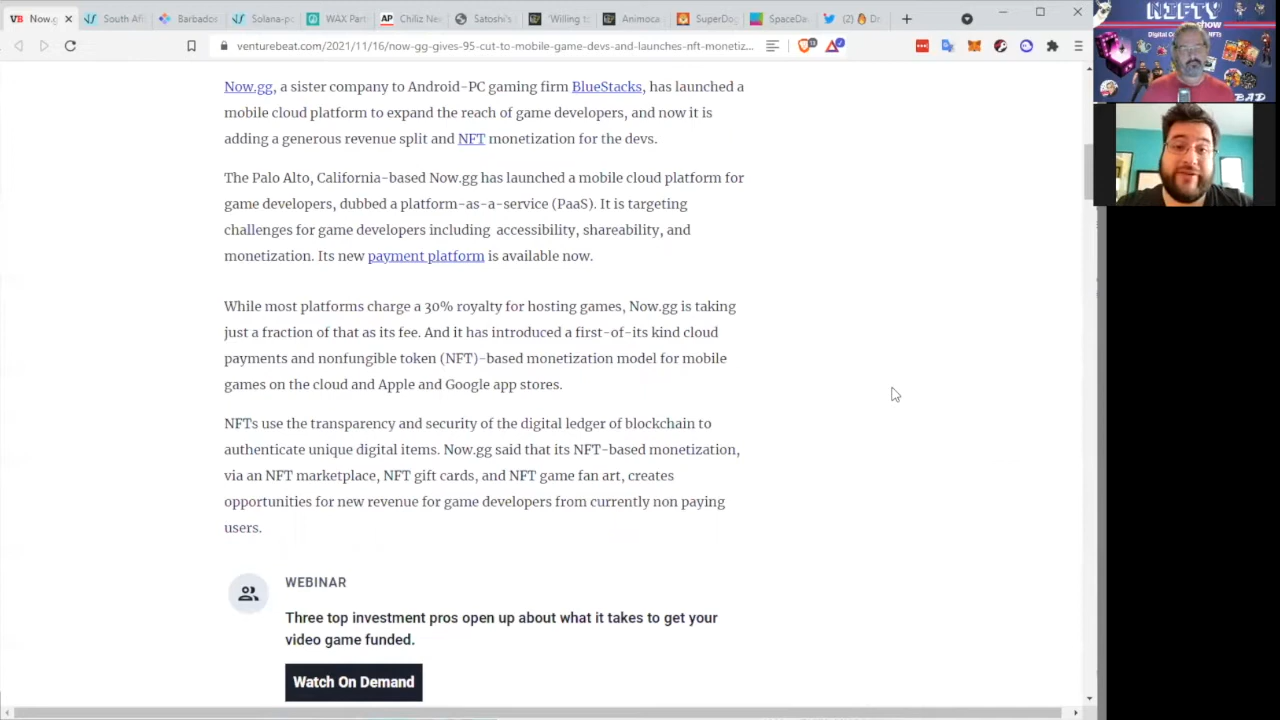 Now.g
South Afri
Barbados
Solana-po
WAX Part
Chiliz Nei
Satoshi's
'Willing to
Animoca
SuperDog
SpaceDa
(2) 🔥 Dr
venturebeat.com/2021/11/16/now-gg-gives-95-cut-to-mobile-game-devs-and-launches-nft-monetiz...
NIFTY
show
BAD
Now.gg, a sister company to Android-PC gaming firm BlueStacks, has launched a
mobile cloud platform to expand the reach of game developers, and now it is
adding a generous revenue split and NFT monetization for the devs.
The Palo Alto, California-based Now.gg has launched a mobile cloud platform for
game developers, dubbed a platform-as-a-service (PaaS). It is targeting
challenges for game developers including accessibility, shareability, and
monetization. Its new payment platform is available now.
While most platforms charge a 30% royalty for hosting games, Now.gg is taking
just a fraction of that as its fee. And it has introduced a first-of-its kind cloud
payments and nonfungible token (NFT)-based monetization model for mobile
games on the cloud and Apple and Google app stores.
NFTs use the transparency and security of the digital ledger of blockchain to
authenticate unique digital items. Now.gg said that its NFT-based monetization,
via an NFT marketplace, NFT gift cards, and NFT game fan art, creates
opportunities for new revenue for game developers from currently non paying
users.
WEBINAR
Three top investment pros open up about what it takes to get your
video game funded.
Watch On Demand